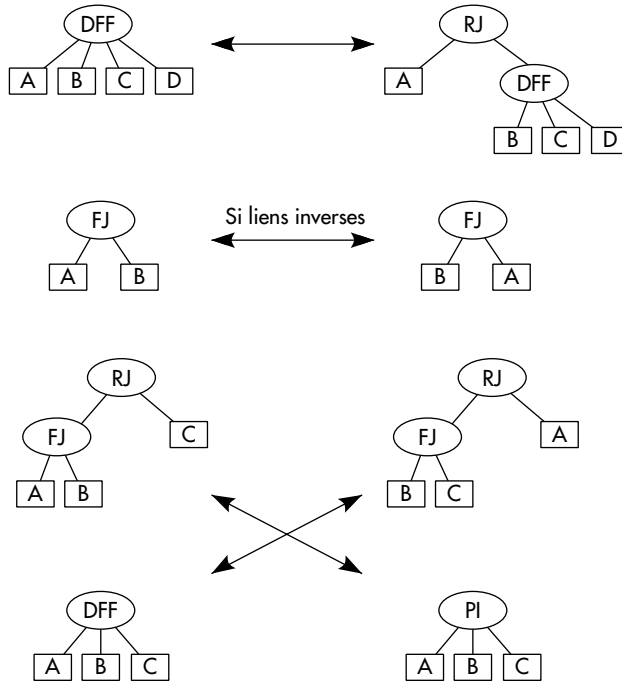 DFF RJ
A B C D A DFF
B C D
FJ Si liens inverses FJ
A B B A
RJ RJ
FJ C FJ A
A B B C
DFF PI
A B C A B C